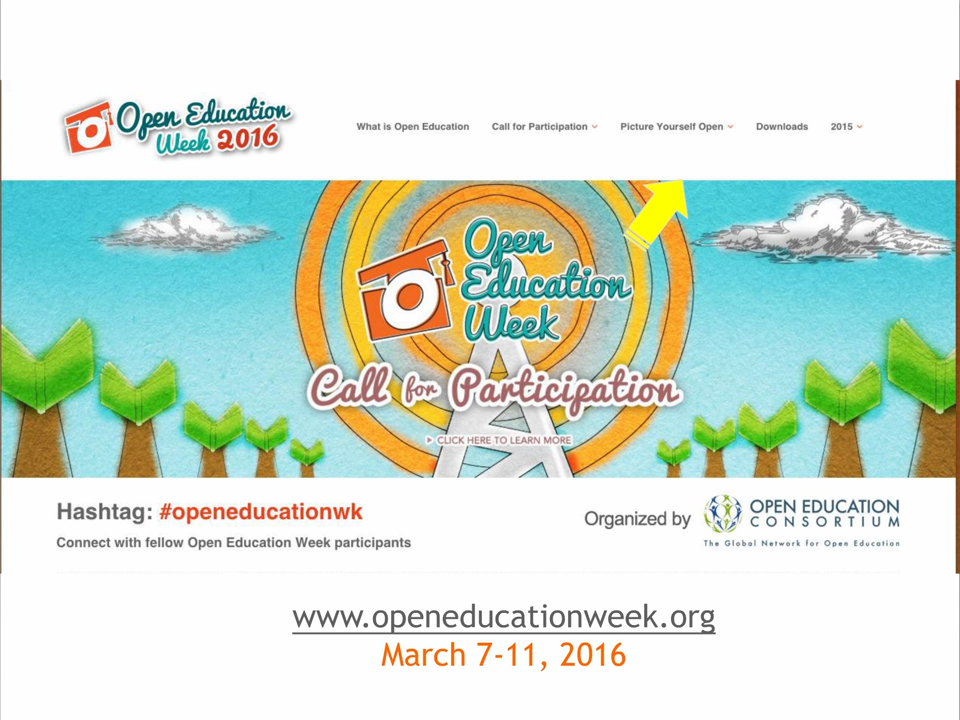 Open Education
Week 2016
What is Open Education
Call for Participation
Picture Yourself Open
Downloads
2015
Open
Education
Week
Call for Participation
CLICK HERE TO LEARN MORE
Hashtag: #openeducationwk
Connect with fellow Open Education Week participants
Organized by
OPEN EDUCATION
CONSORTIUM
The Global Network for Open Education
www.openeducationweek.org
March 7-11, 2016